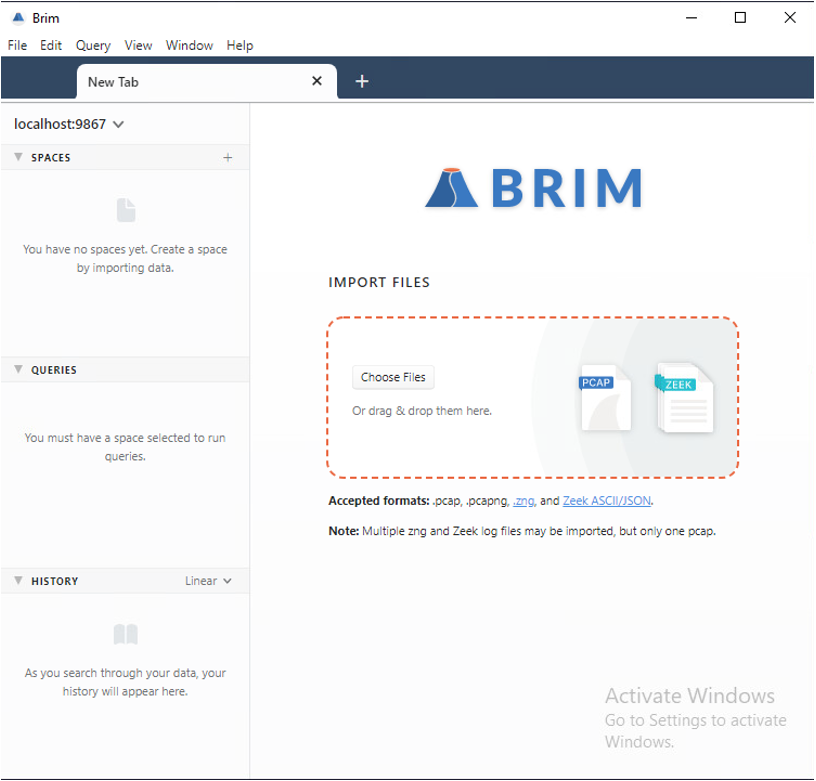 Brim
File Edit Query View Window Help
New Tab
localhost:9867
SPACES
You have no spaces yet. Create a space
by importing data.
QUERIES
You must have a space selected to run
queries.
HISTORY Linear
As you search through your data, your
history will appear here.
BRIM
IMPORT FILES
Choose Files
Or drag & drop them here.
PCAP
ZEEK
Accepted formats: .pcap, .pcapng, .zng, and Zeek ASCII/JSON.
Note: Multiple zng and Zeek log files may be imported, but only one pcap.
Activate Windows
Go to Settings to activate
Windows.